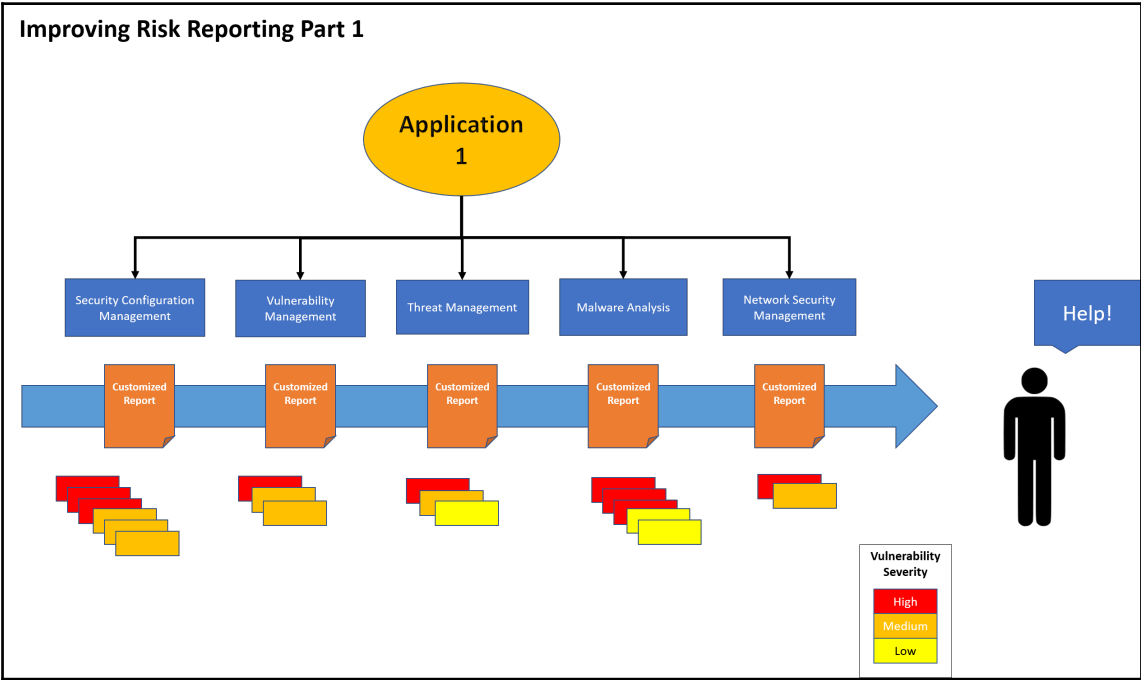 Improving Risk Reporting Part 1
Application
1
Security Configuration
Management
Vulnerability
Management
Threat Management
Malware Analysis
Network Security
Management
Help!
Customized
Report
Customized
Report
Customized
Report
Customized
Report
Customized
Report
Vulnerability
Severity
High
Medium
Low